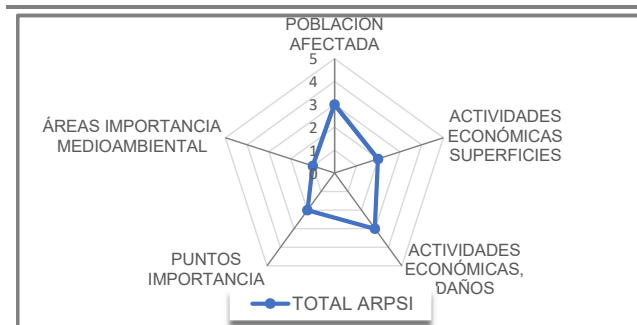 POBLACION
AFECTADA
5
4
3
2
1
0
ACTIVIDADES
ECONÓMICAS
SUPERFICIES
ACTIVIDADES
ECONÓMICAS,
DAÑOS
PUNTOS
IMPORTANCIA
ÁREAS IMPORTANCIA
MEDIOAMBIENTAL
TOTAL ARPSI